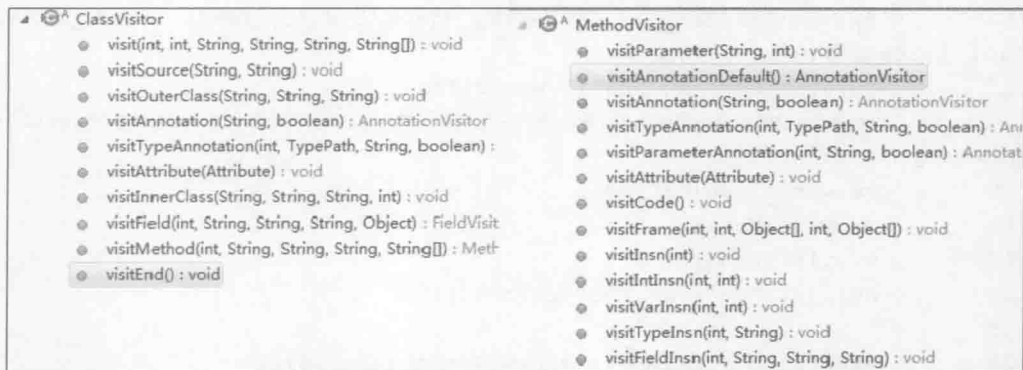 ClassVisitor
visit(int, int, String, String, String, String[]) : void
visitSource(String, String) : void
visitOuterClass(String, String, String) : void
visitAnnotation(String, boolean) : AnnotationVisitor
visitTypeAnnotation(int, TypePath, String, boolean) :
visitAttribute(Attribute) : void
visitInnerClass(String, String, String, int) : void
visitField(int, String, String, String, Object) : FieldVisit
visitMethod(int, String, String, String, String[]) : Meth
visitEnd() : void
MethodVisitor
visitParameter(String, int) : void
visitAnnotationDefault() : AnnotationVisitor
visitAnnotation(String, boolean) : AnnotationVisitor
visitTypeAnnotation(int, TypePath, String, boolean) : An
visitParameterAnnotation(int, String, boolean) : Annotat
visitAttribute(Attribute) : void
visitCode() : void
visitFrame(int, int, Object[], int, Object[]) : void
visitInsn(int) : void
visitIntInsn(int, int) : void
visitVarInsn(int, int) : void
visitTypeInsn(int, String) : void
visitFieldInsn(int, String, String, String) : void